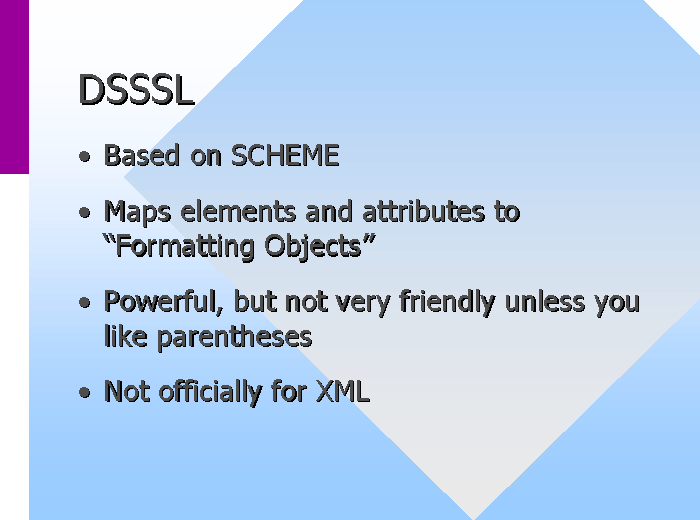 DSSSL
• Based on SCHEME
• Maps elements and attributes to
“Formatting Objects”
• Powerful, but not very friendly unless you
like parentheses
• Not officially for XML